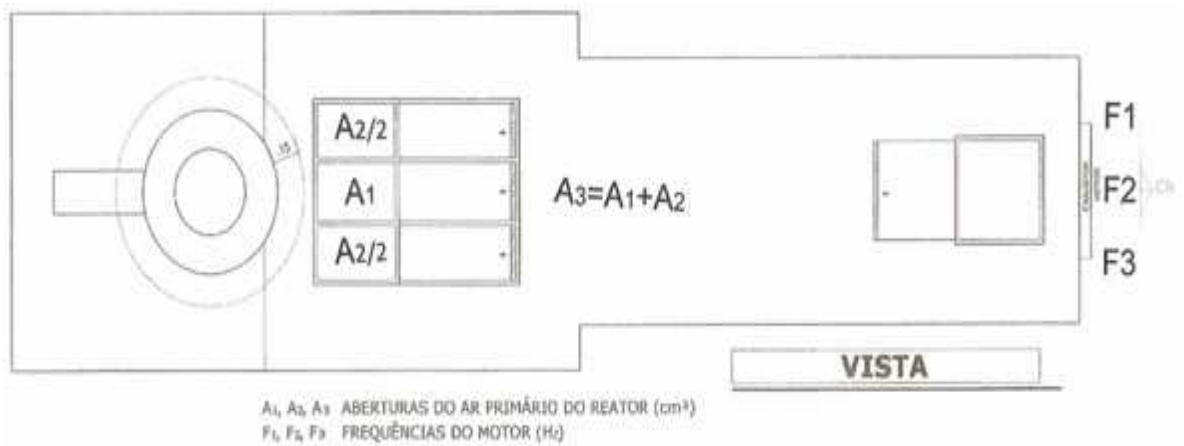 F1
A2/2
15
A1
A3=A1+A2
F2
A2/2
F3
VISTA
A1, A2, A3 ABERTURAS DO AR PRIMÁRIO DO REATOR (cm²)
F1, F2, F3 FREQUÊNCIAS DO MOTOR (Hz)